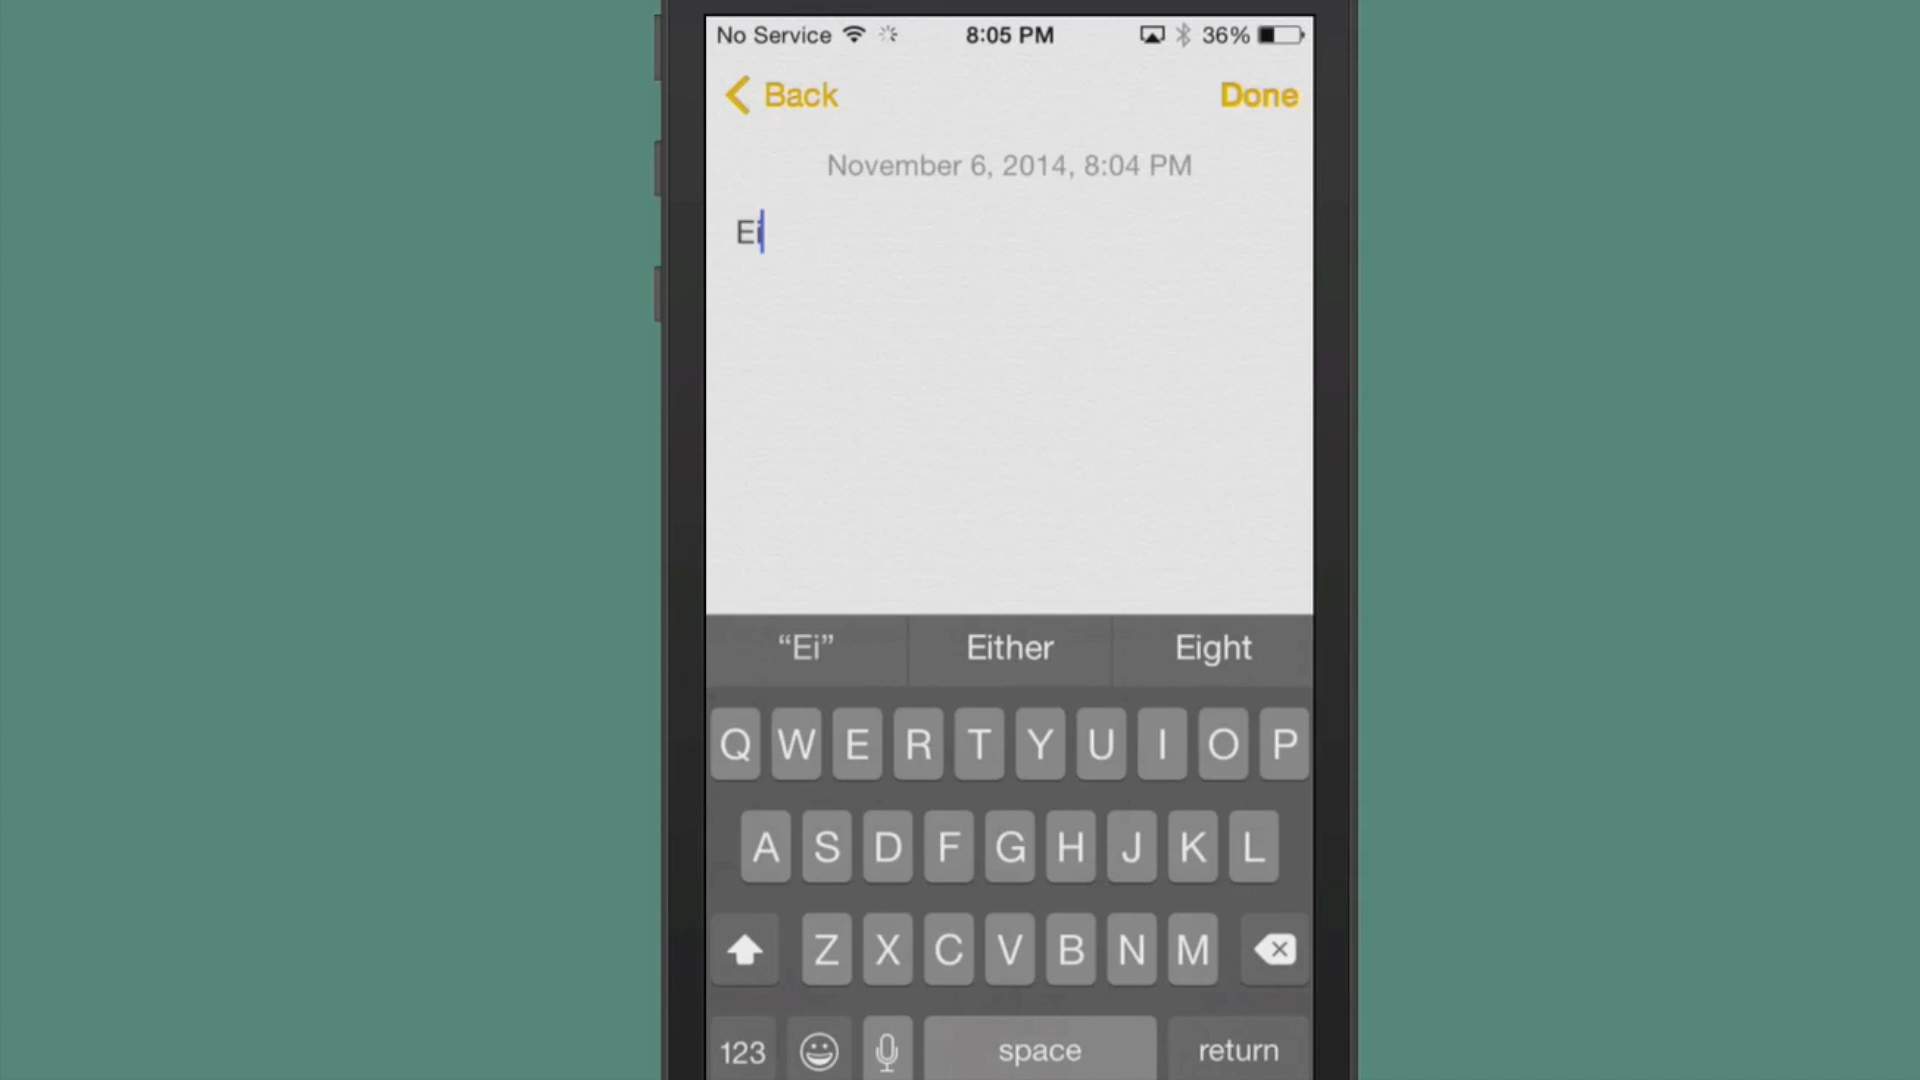 No Service 8:05 PM 36%
Back Done
November 6, 2014, 8:04 PM
Ei
“Ei” Either Eight
Q W E R T Y U I O P
A S D F G H J K L
Z X C V B N M
123 space return